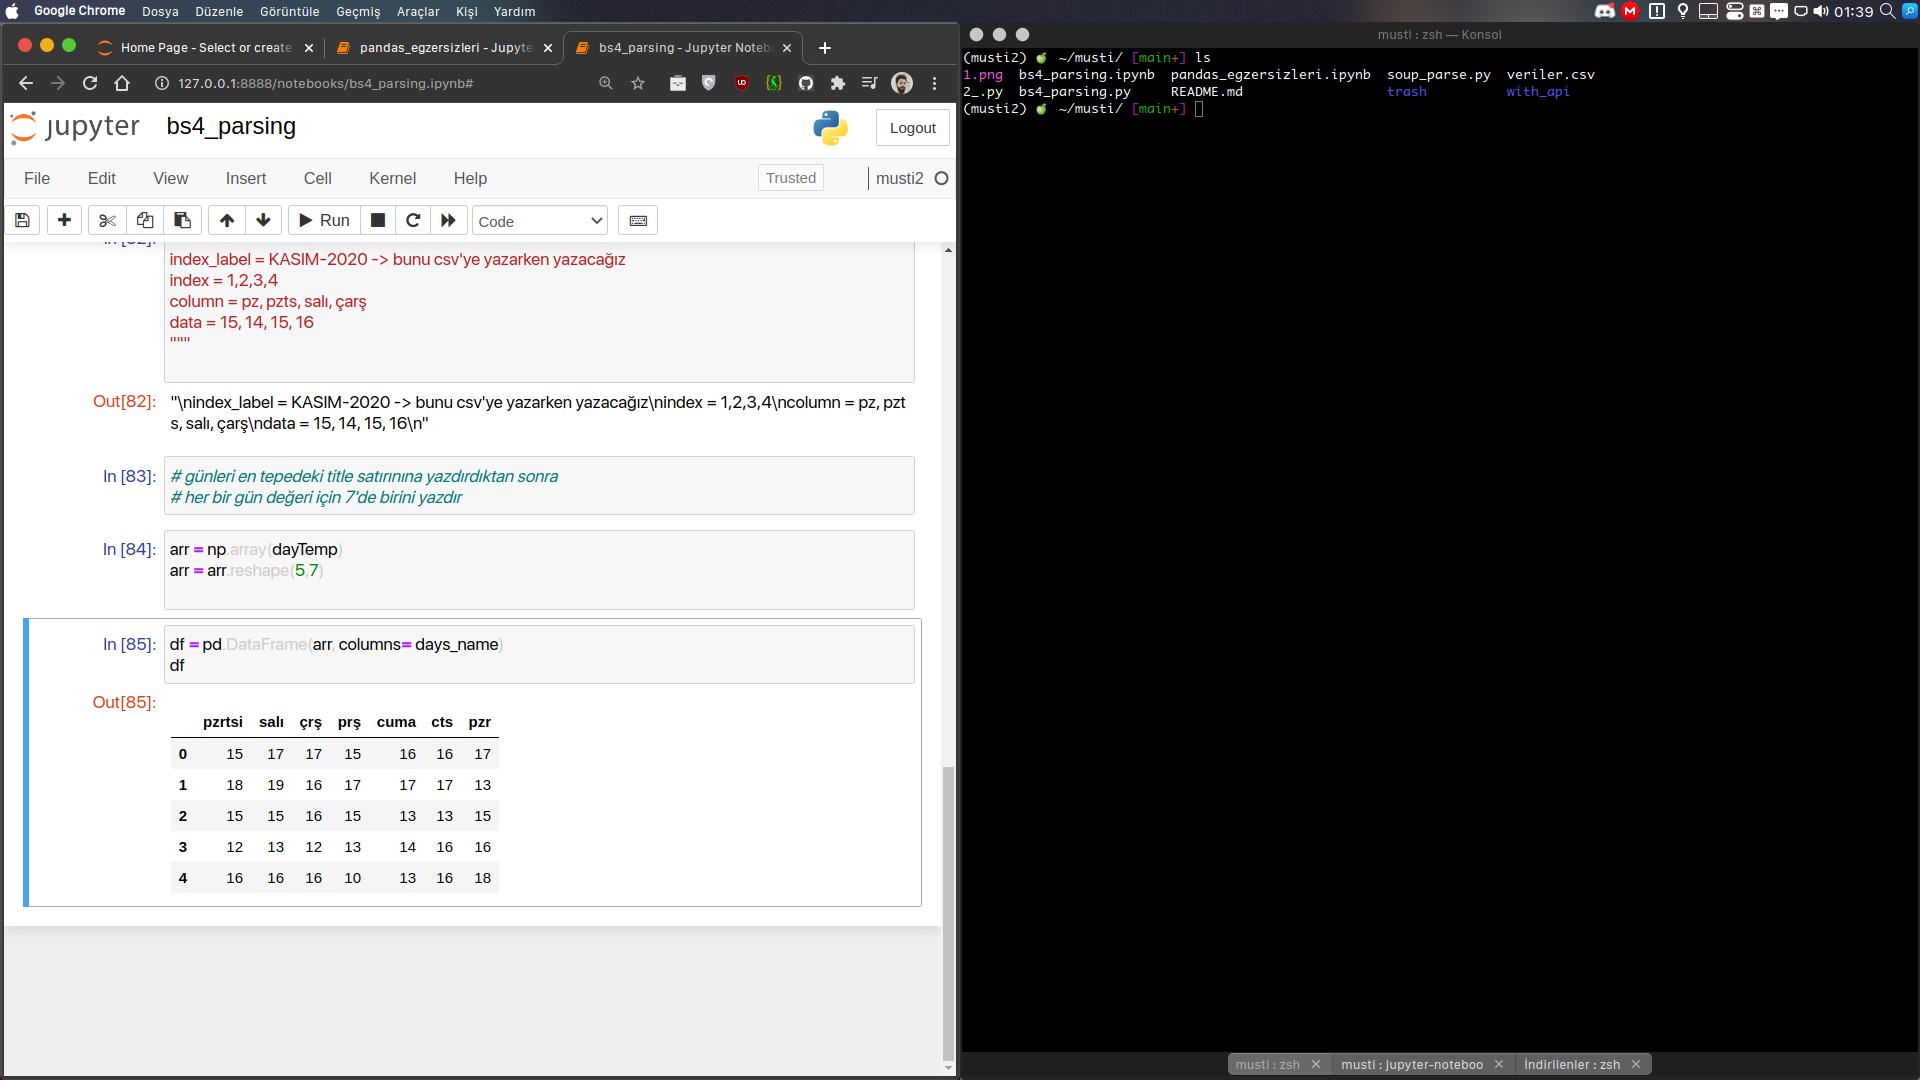 Google Chrome Dosya Düzenle Görüntüle Geçmiş Araçlar Kişi Yardım 01:39
Home Page - Select or create
pandas_egzersizleri - Jupyte
bs4_parsing - Jupyter Noteb
127.0.0.1:8888/notebooks/bs4_parsing.ipynb#
jupyter bs4_parsing
Logout
File Edit View Insert Cell Kernel Help Trusted musti2
Run Code
index_label = KASIM-2020 -> bunu csv'ye yazarken yazacağız
index = 1,2,3,4
column = pz, pzts, salı, çarş
data = 15, 14, 15, 16
"""
Out[82]: "\nindex_label = KASIM-2020 -> bunu csv'ye yazarken yazacağız\nindex = 1,2,3,4\ncolumn = pz, pzt
s, salı, çarş\ndata = 15, 14, 15, 16\n"
In [83]: # günleri en tepedeki title satırınına yazdırdıktan sonra
# her bir gün değeri için 7'de birini yazdır
In [84]: arr = np.array(dayTemp)
arr = arr.reshape(5,7)
In [85]: df = pd.DataFrame(arr, columns= days_name)
df
Out[85]:
pzrtsi salı çrş prş cuma cts pzr
0 15 17 17 15 16 16 17
1 18 19 16 17 17 17 13
2 15 15 16 15 13 13 15
3 12 13 12 13 14 16 16
4 16 16 16 10 13 16 18
musti : zsh — Konsol
(musti2) ~/musti/ [main+] ls
1.png bs4_parsing.ipynb pandas_egzersizleri.ipynb soup_parse.py veriler.csv
2_.py bs4_parsing.py README.md trash with_api
(musti2) ~/musti/ [main+]
musti : zsh
musti : jupyter-noteboo
İndirilenler : zsh